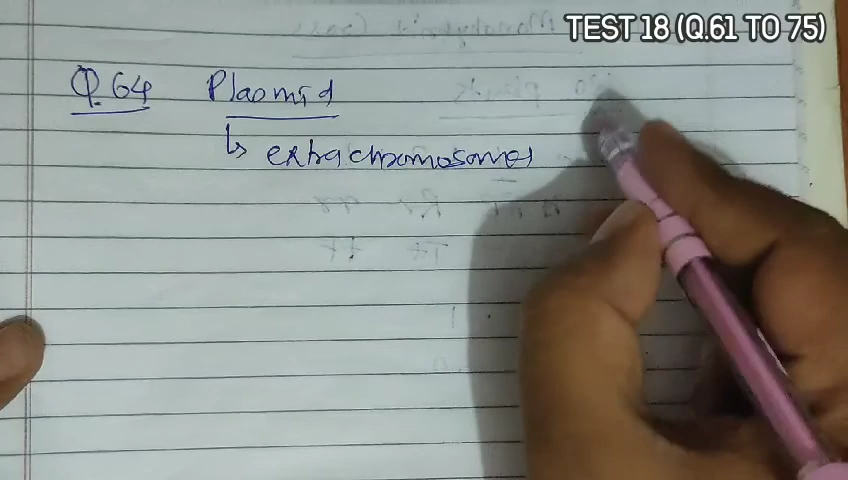 TEST 18 (Q.61 TO 75)
Q.64 Plasmid
↳ extrachromosomes